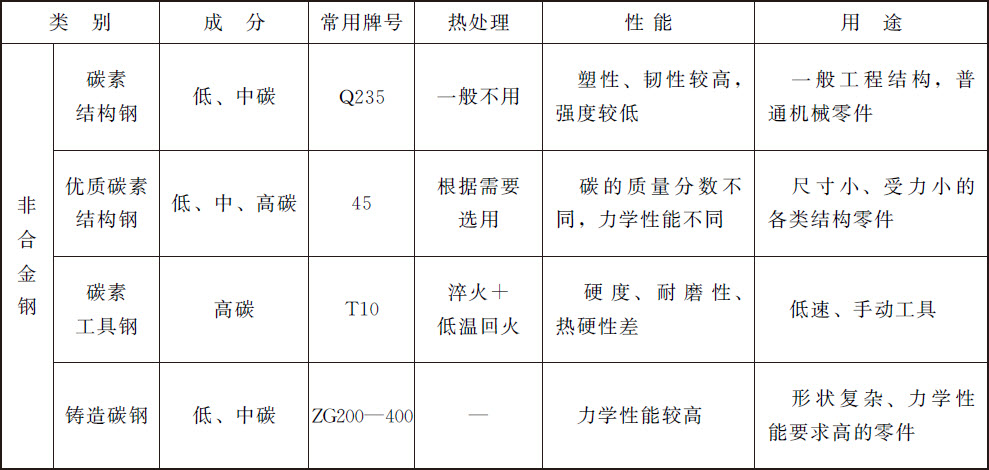 类 别 成 分 常用牌号 热处理 性 能 用 途
非合金钢
碳素
结构钢
低、中碳
Q235
一般不用
塑性、韧性较高，
强度较低
一般工程结构，普
通机械零件
优质碳素
结构钢
低、中、高碳
45
根据需要
选用
碳的质量分数不
同，力学性能不同
尺寸小、受力小的
各类结构零件
碳素
工具钢
高碳
T10
淬火＋
低温回火
硬度、耐磨性、
热硬性差
低速、手动工具
铸造碳钢
低、中碳
ZG200—400
—
力学性能较高
形状复杂、力学性
能要求高的零件